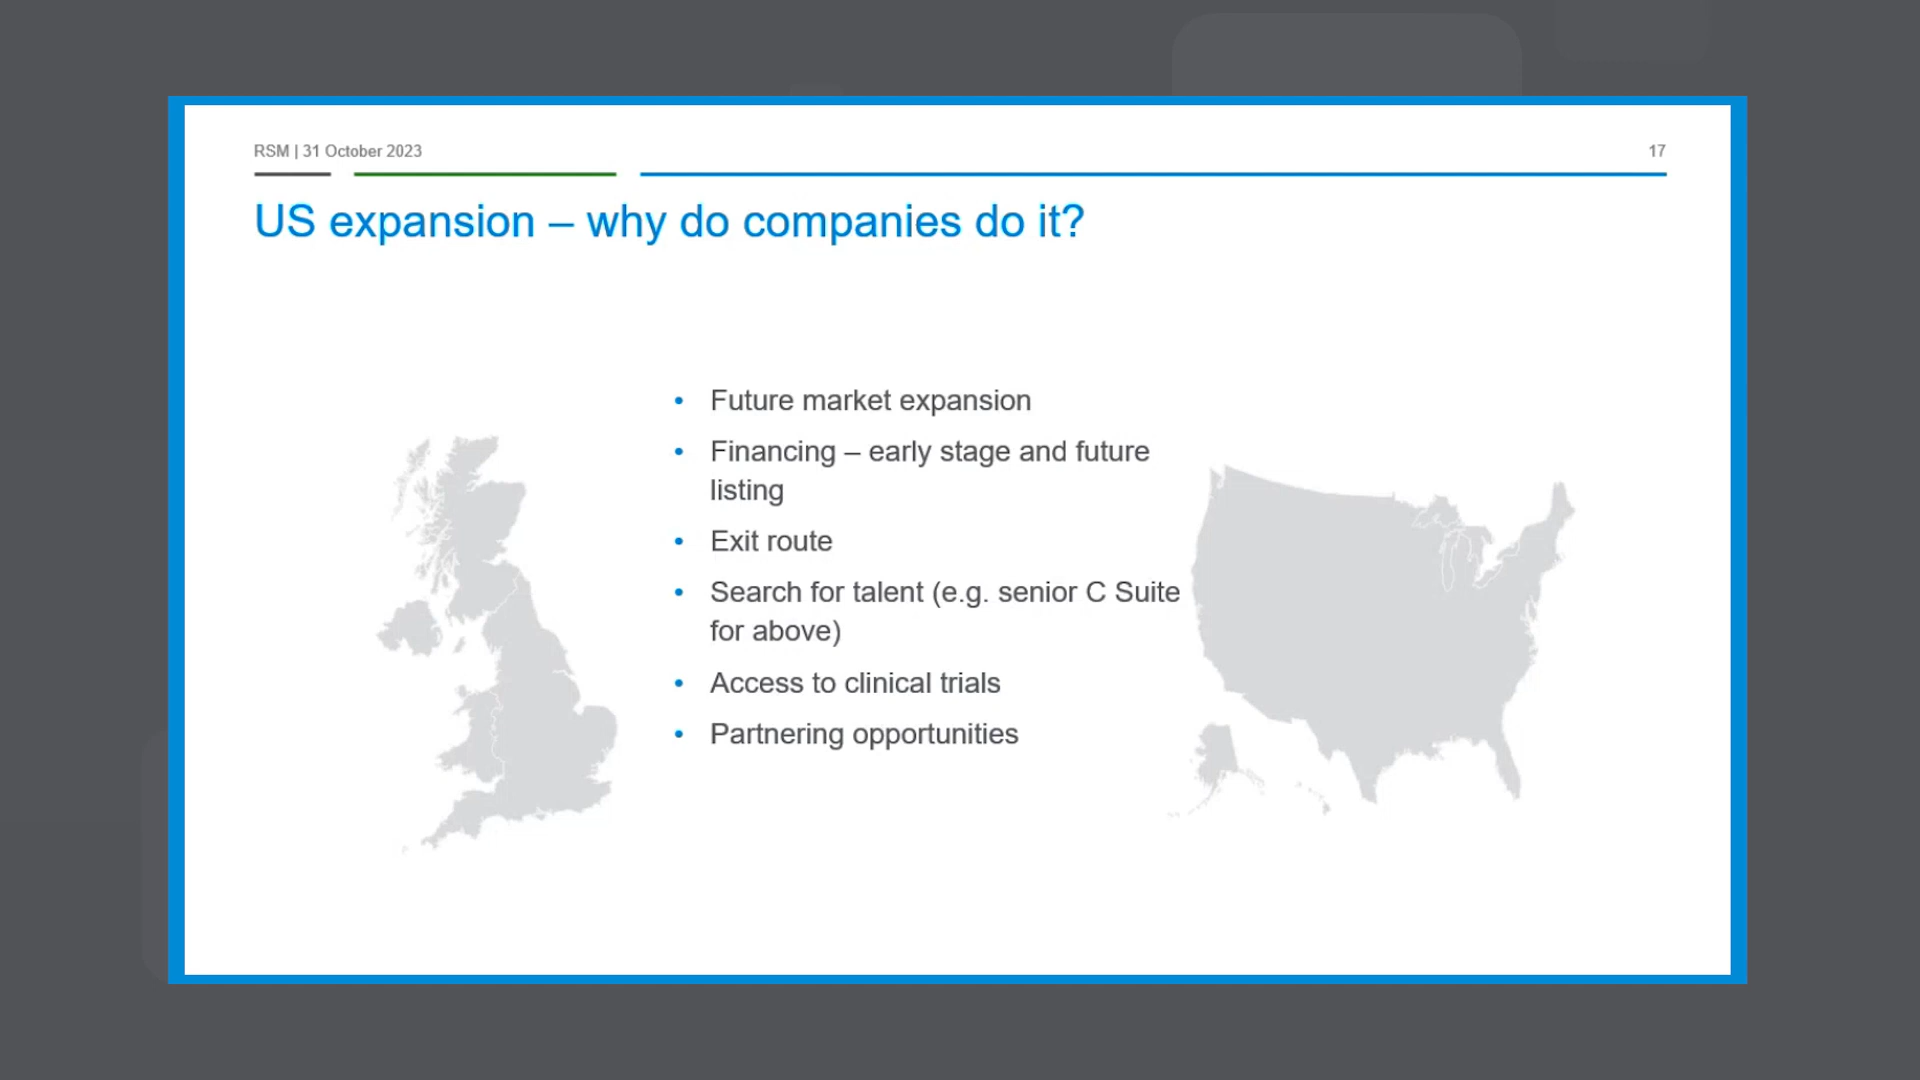 RSM | 31 October 2023
17
US expansion – why do companies do it?
• Future market expansion
• Financing – early stage and future
listing
• Exit route
• Search for talent (e.g. senior C Suite
for above)
• Access to clinical trials
• Partnering opportunities